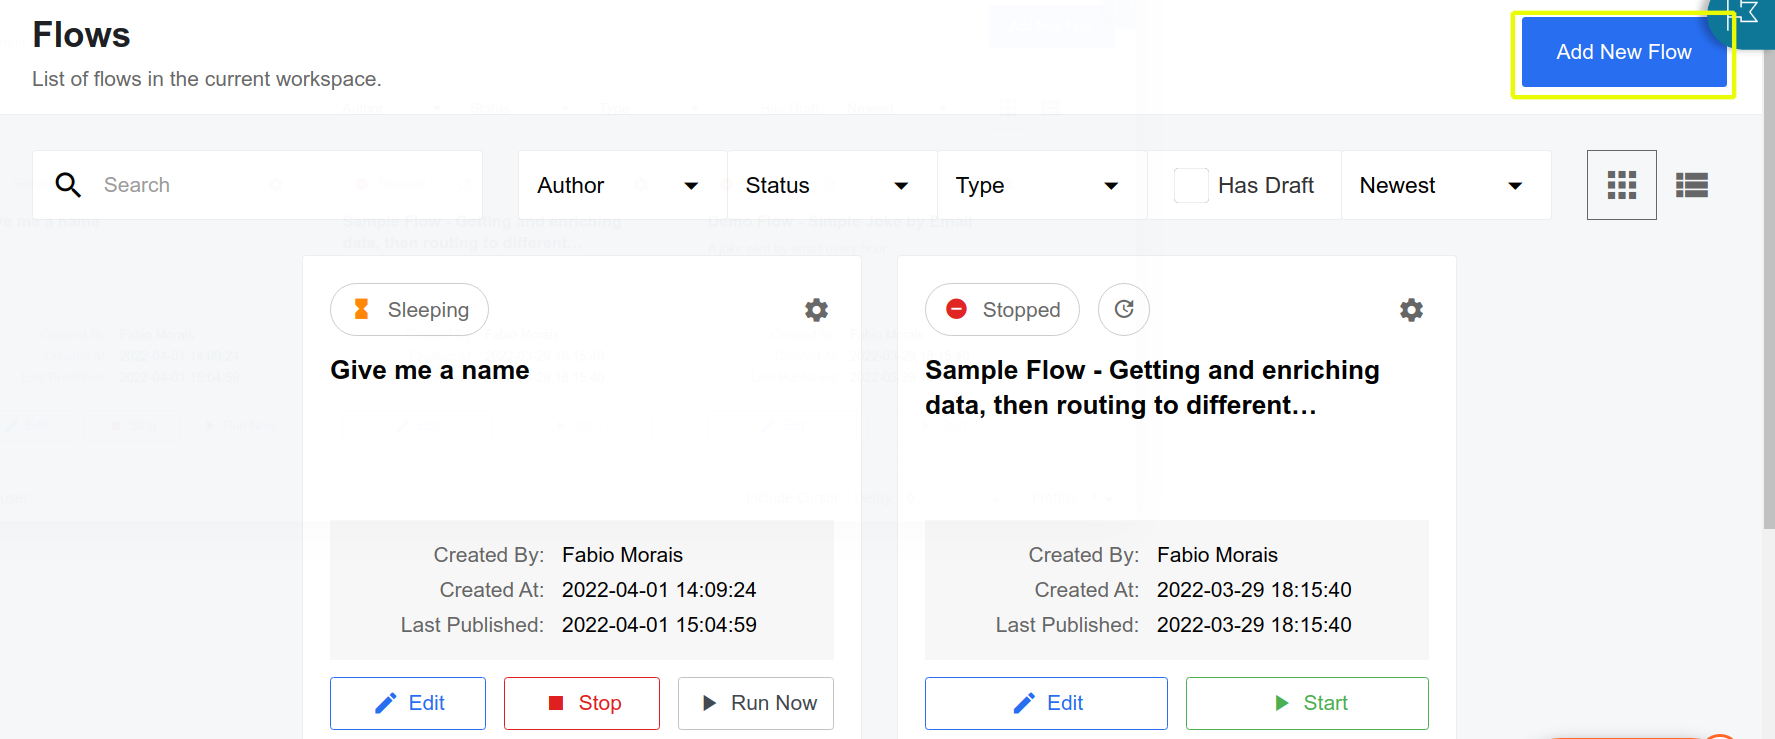 Flows
List of flows in the current workspace.
Add New Flow
Search
Author
Status
Type
Has Draft
Newest
Sleeping
Give me a name
Created By: Fabio Morais
Created At: 2022-04-01 14:09:24
Last Published: 2022-04-01 15:04:59
Edit
Stop
Run Now
Stopped
Sample Flow - Getting and enriching
data, then routing to different…
Created By: Fabio Morais
Created At: 2022-03-29 18:15:40
Last Published: 2022-03-29 18:15:40
Edit
Start